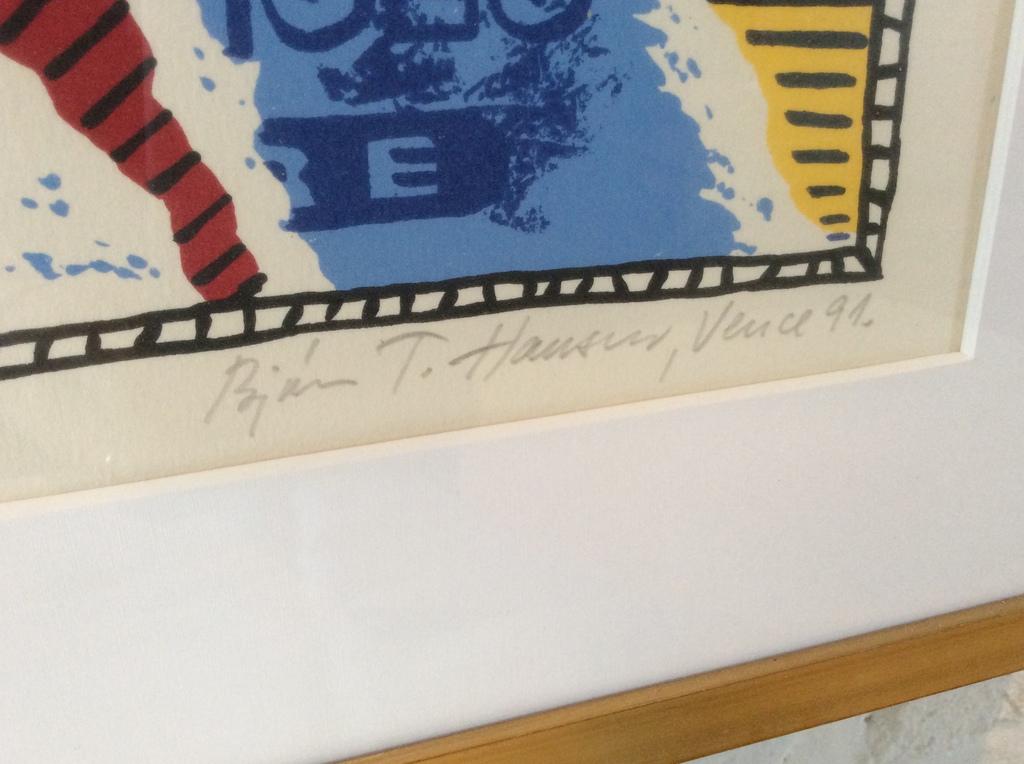 E
Bjørn T. Hansen, Vence 91.